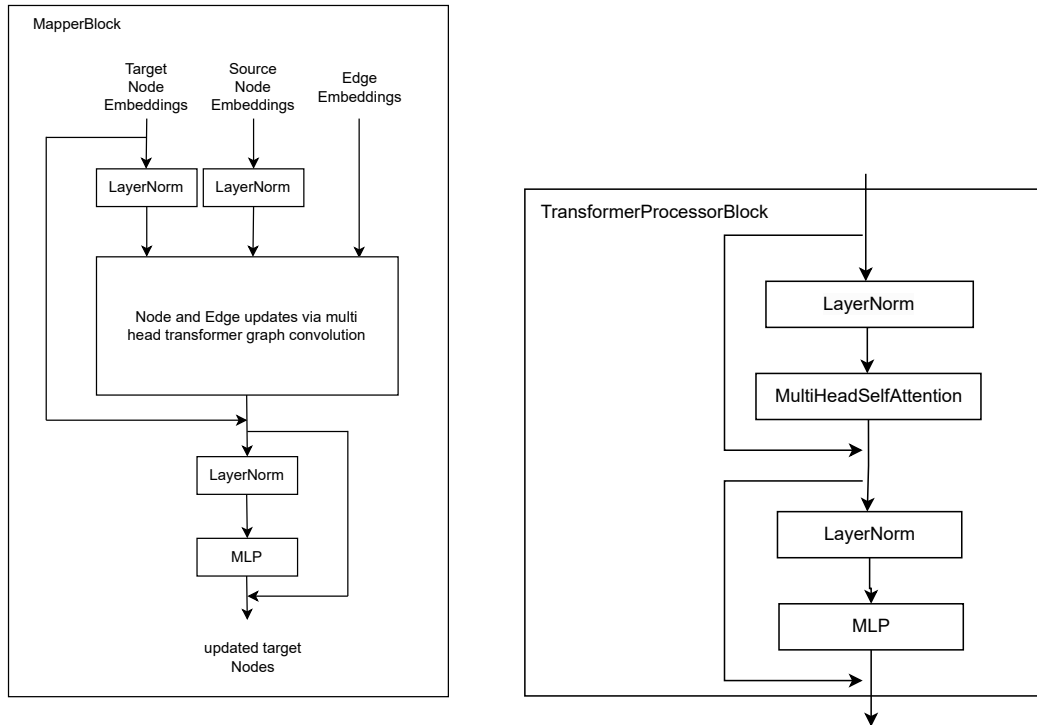 MapperBlock
Target
Node
Embeddings
Source
Node
Embeddings
Edge
Embeddings
LayerNorm
LayerNorm
Node and Edge updates via multi
head transformer graph convolution
LayerNorm
MLP
updated target
Nodes
TransformerProcessorBlock
LayerNorm
MultiHeadSelfAttention
LayerNorm
MLP